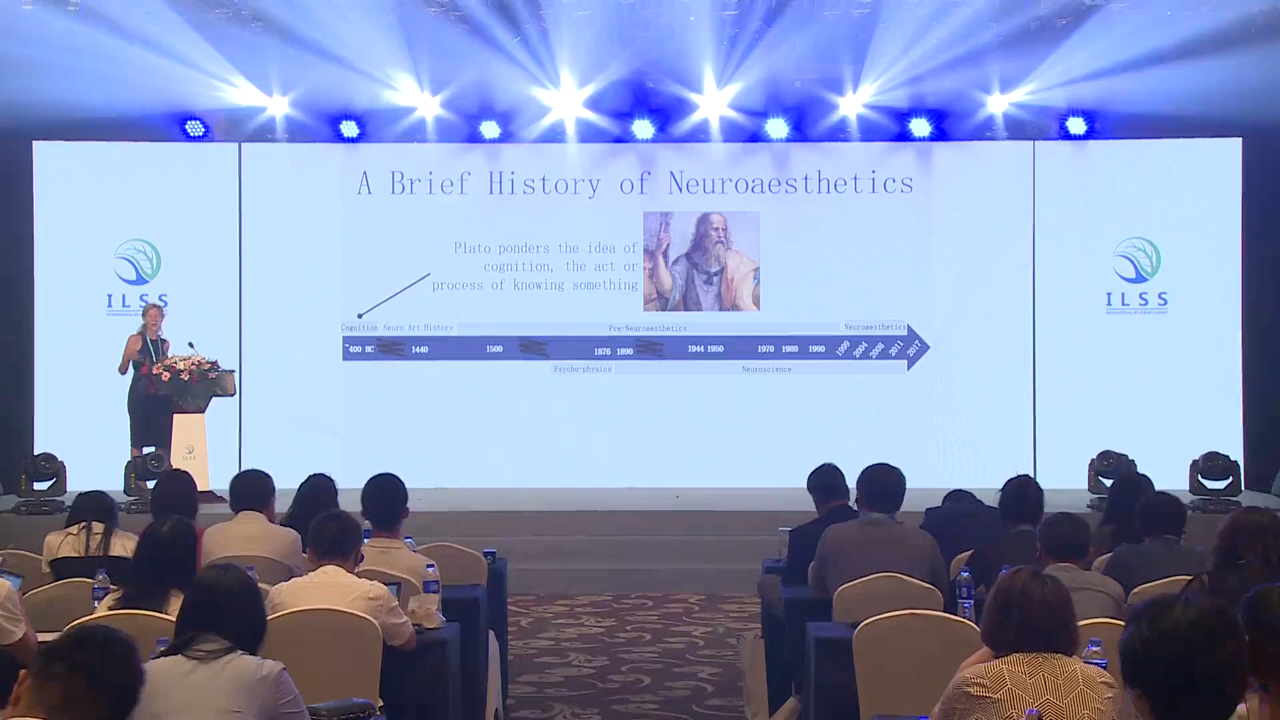 A Brief History of Neuroaesthetics
Plato ponders the idea of
cognition, the act or
process of knowing something
Cognition Neuro Art History
Pre-Neuroaesthetics
Neuroaesthetics
~400 BC 1440 1500 1876 1890 1944 1950 1970 1980 1990 1999 2004 2008 2011 2017
Psycho-physics
Neuroscience
ILSS
ILSS